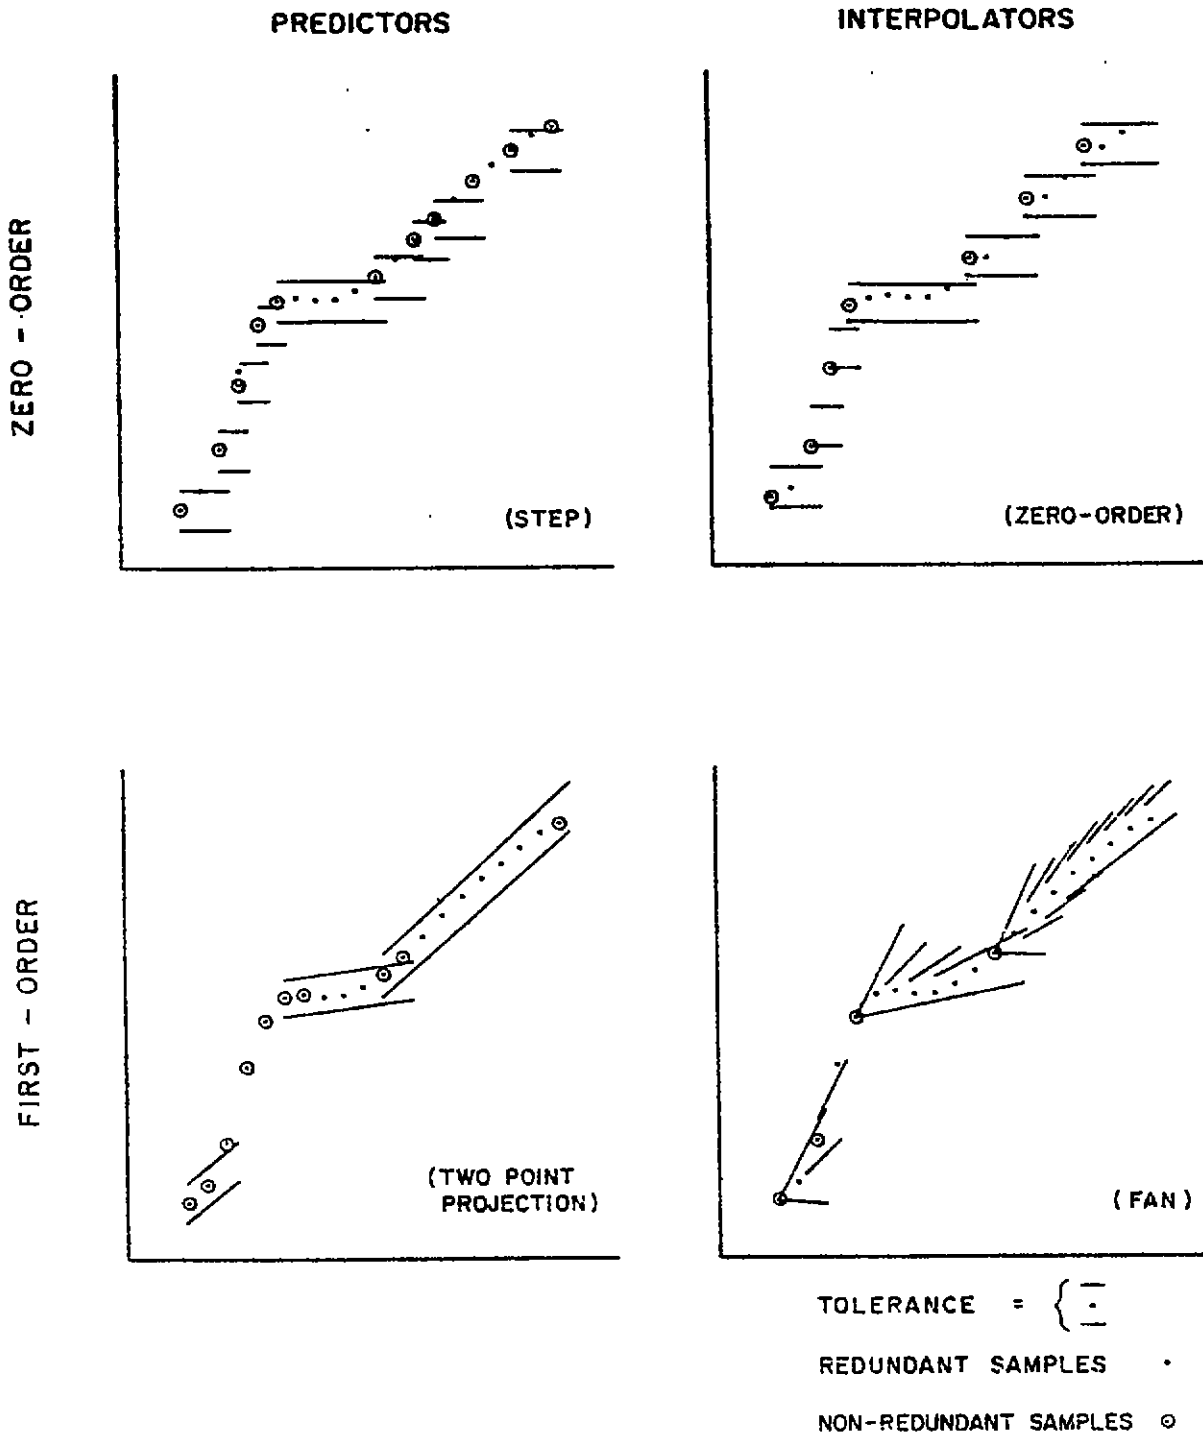 PREDICTORS
INTERPOLATORS
ZERO - ORDER
(STEP)
(ZERO-ORDER)
FIRST - ORDER
(TWO POINT
PROJECTION)
(FAN)
TOLERANCE = {
REDUNDANT SAMPLES
NON-REDUNDANT SAMPLES